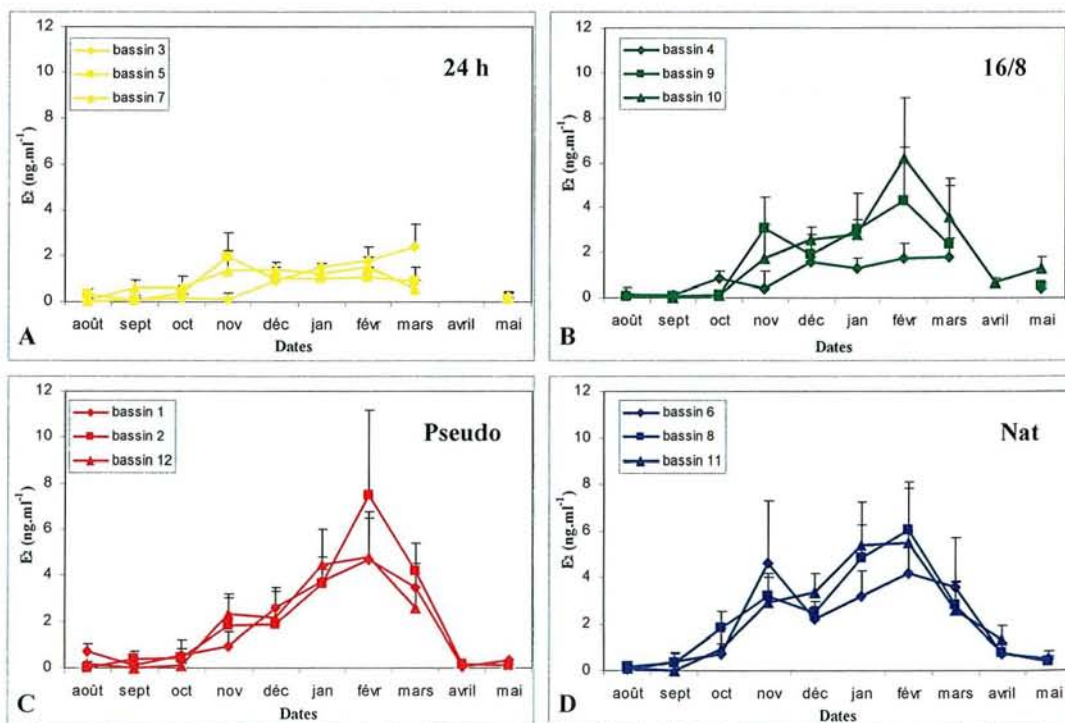 12
10
8
6
4
2
0
E₂ (ng.ml⁻¹)
bassin 3
bassin 5
bassin 7
24 h
août sept oct nov déc jan févr mars avril mai
Dates
A
12
10
8
6
4
2
0
E₂ (ng.ml⁻¹)
bassin 4
bassin 9
bassin 10
16/8
août sept oct nov déc jan févr mars avril mai
Dates
B
12
10
8
6
4
2
0
E₂ (ng.ml⁻¹)
bassin 1
bassin 2
bassin 12
Pseudo
août sept oct nov déc jan févr mars avril mai
Dates
C
12
10
8
6
4
2
0
E₂ (ng.ml⁻¹)
bassin 6
bassin 8
bassin 11
Nat
août sept oct nov déc jan févr mars avril mai
Dates
D